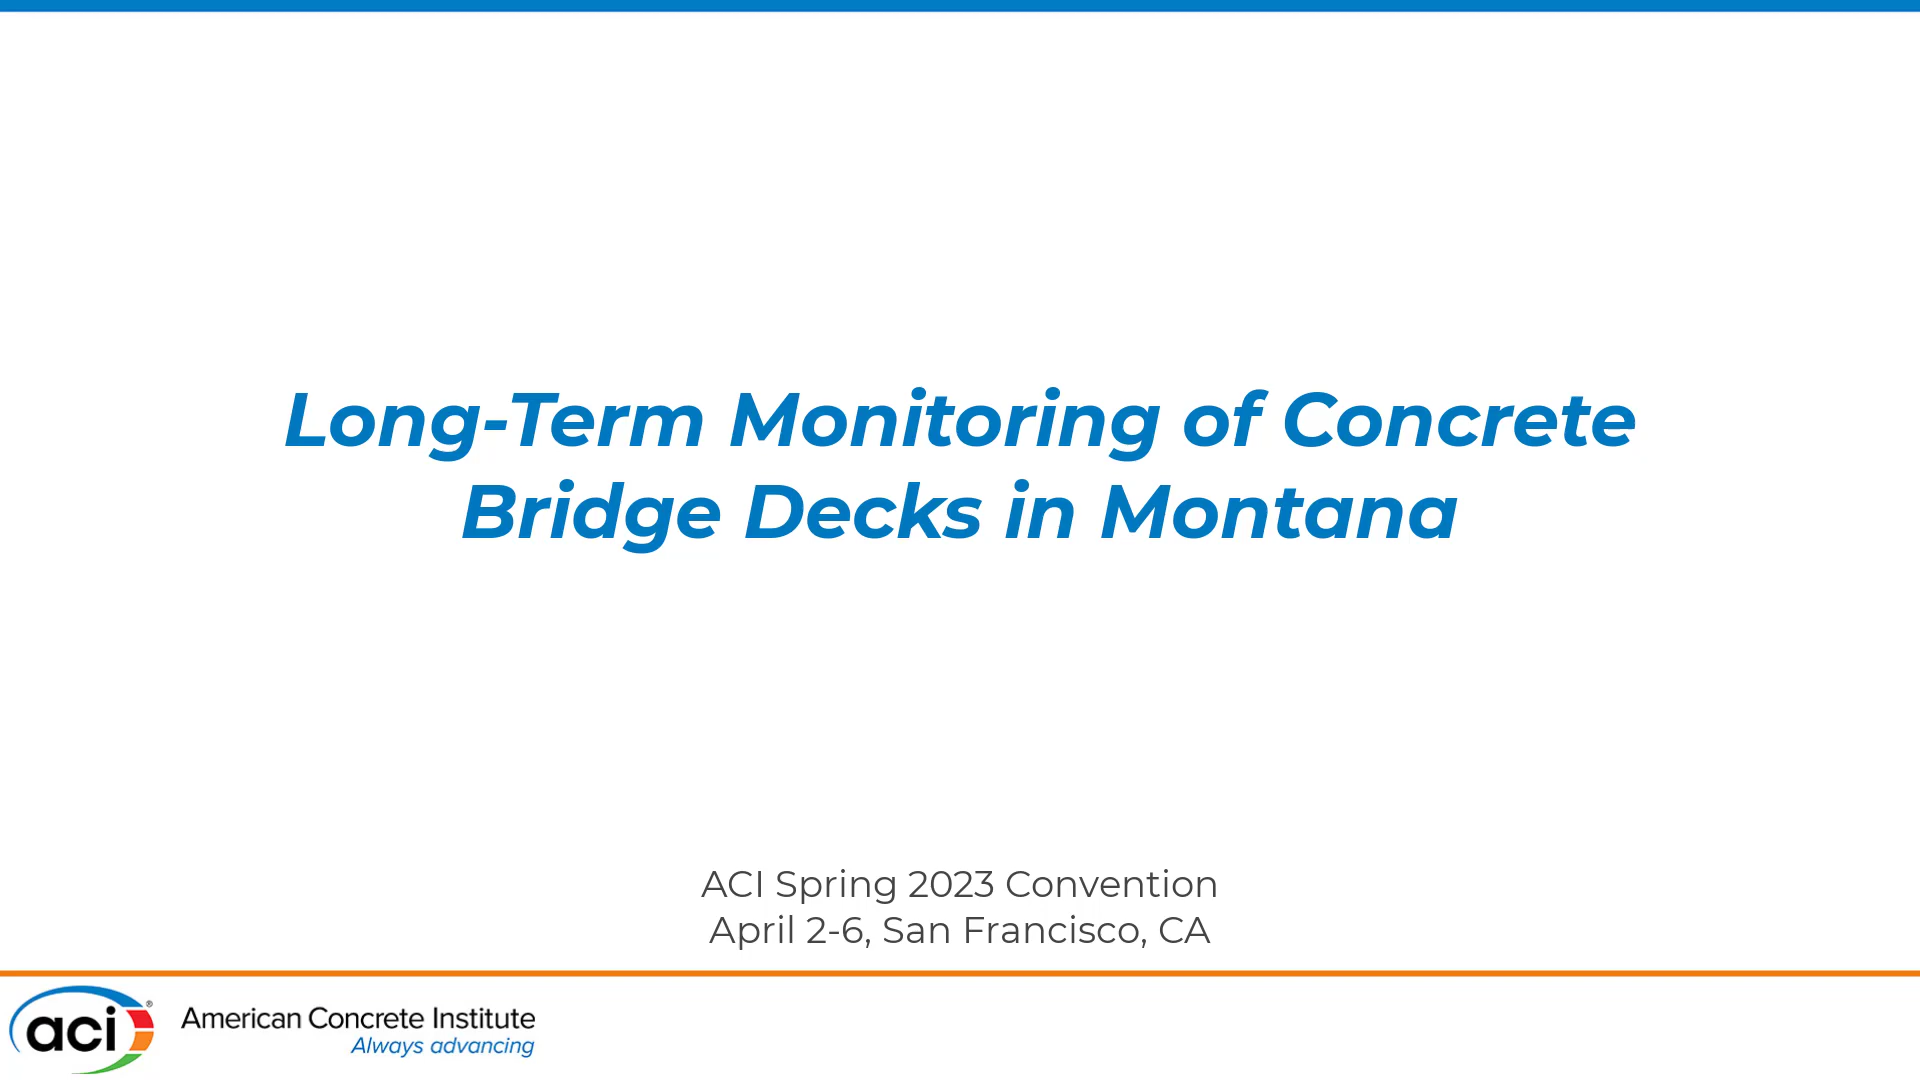 Long-Term Monitoring of Concrete
Bridge Decks in Montana
ACI Spring 2023 Convention
April 2-6, San Francisco, CA
aci®
American Concrete Institute
Always advancing